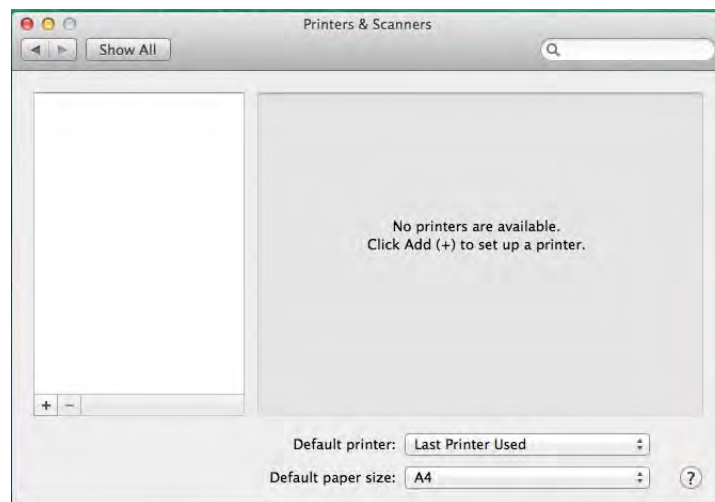 Printers & Scanners
Show All
No printers are available.
Click Add (+) to set up a printer.
+ −
Default printer: Last Printer Used
Default paper size: A4 ?